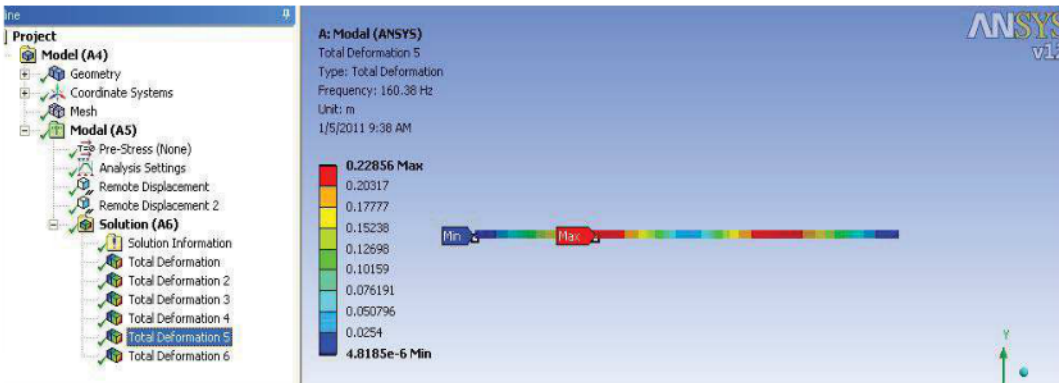 ine
Project
Model (A4)
Geometry
Coordinate Systems
Mesh
Modal (A5)
T=0 Pre-Stress (None)
Analysis Settings
Remote Displacement
Remote Displacement 2
Solution (A6)
Solution Information
Total Deformation
Total Deformation 2
Total Deformation 3
Total Deformation 4
Total Deformation 5
Total Deformation 6
A: Modal (ANSYS)
Total Deformation 5
Type: Total Deformation
Frequency: 160.38 Hz
Unit: m
1/5/2011 9:38 AM
0.22856 Max
0.20317
0.17777
0.15238
0.12698
0.10159
0.076191
0.050796
0.0254
4.8185e-6 Min
Min
Max
ANSYS
v12
Y